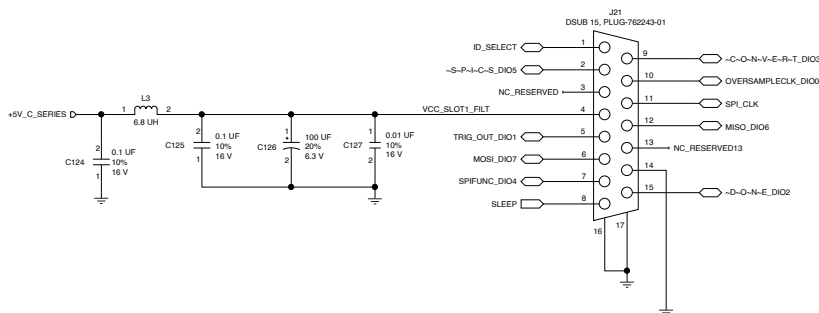 J21
DSUB 15, PLUG-762243-01
ID_SELECT 1
~S~P~I~C~S_DIO5 2
NC_RESERVED 3
VCC_SLOT1_FILT 4
TRIG_OUT_DIO1 5
MOSI_DIO7 6
SPIFUNC_DIO4 7
SLEEP 8
9 ~C~O~N~V~E~R~T_DIO3
10 OVERSAMPLECLK_DIO0
11 SPI_CLK
12 MISO_DIO6
13 NC_RESERVED13
14
15 ~D~O~N~E_DIO2
16 17
+5V_C_SERIES
L3
1 2
6.8 UH
2
C124
1
0.1 UF
10%
16 V
2
C125
1
0.1 UF
10%
16 V
1
+
C126
2
100 UF
20%
6.3 V
1
C127
2
0.01 UF
10%
16 V